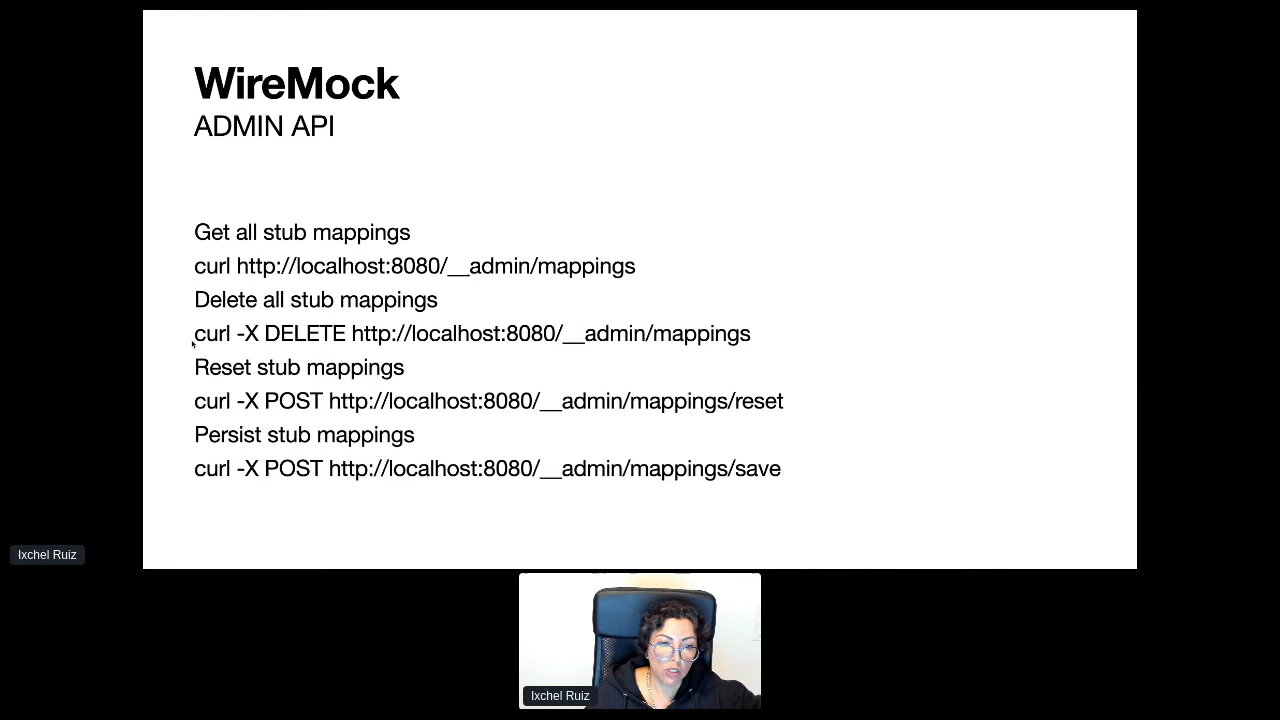 WireMock
ADMIN API
Get all stub mappings
curl http://localhost:8080/__admin/mappings
Delete all stub mappings
curl -X DELETE http://localhost:8080/__admin/mappings
Reset stub mappings
curl -X POST http://localhost:8080/__admin/mappings/reset
Persist stub mappings
curl -X POST http://localhost:8080/__admin/mappings/save
Ixchel Ruiz
Ixchel Ruiz